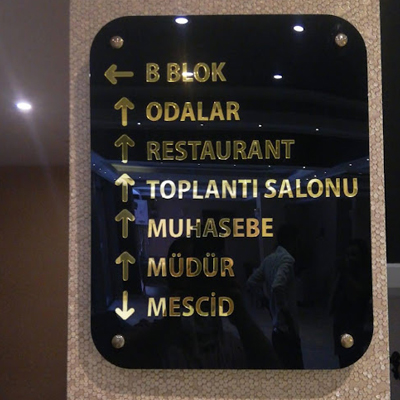 ← B BLOK
↑ ODALAR
↑ RESTAURANT
↑ TOPLANTI SALONU
↑ MUHASEBE
↑ MÜDÜR
↓ MESCİD